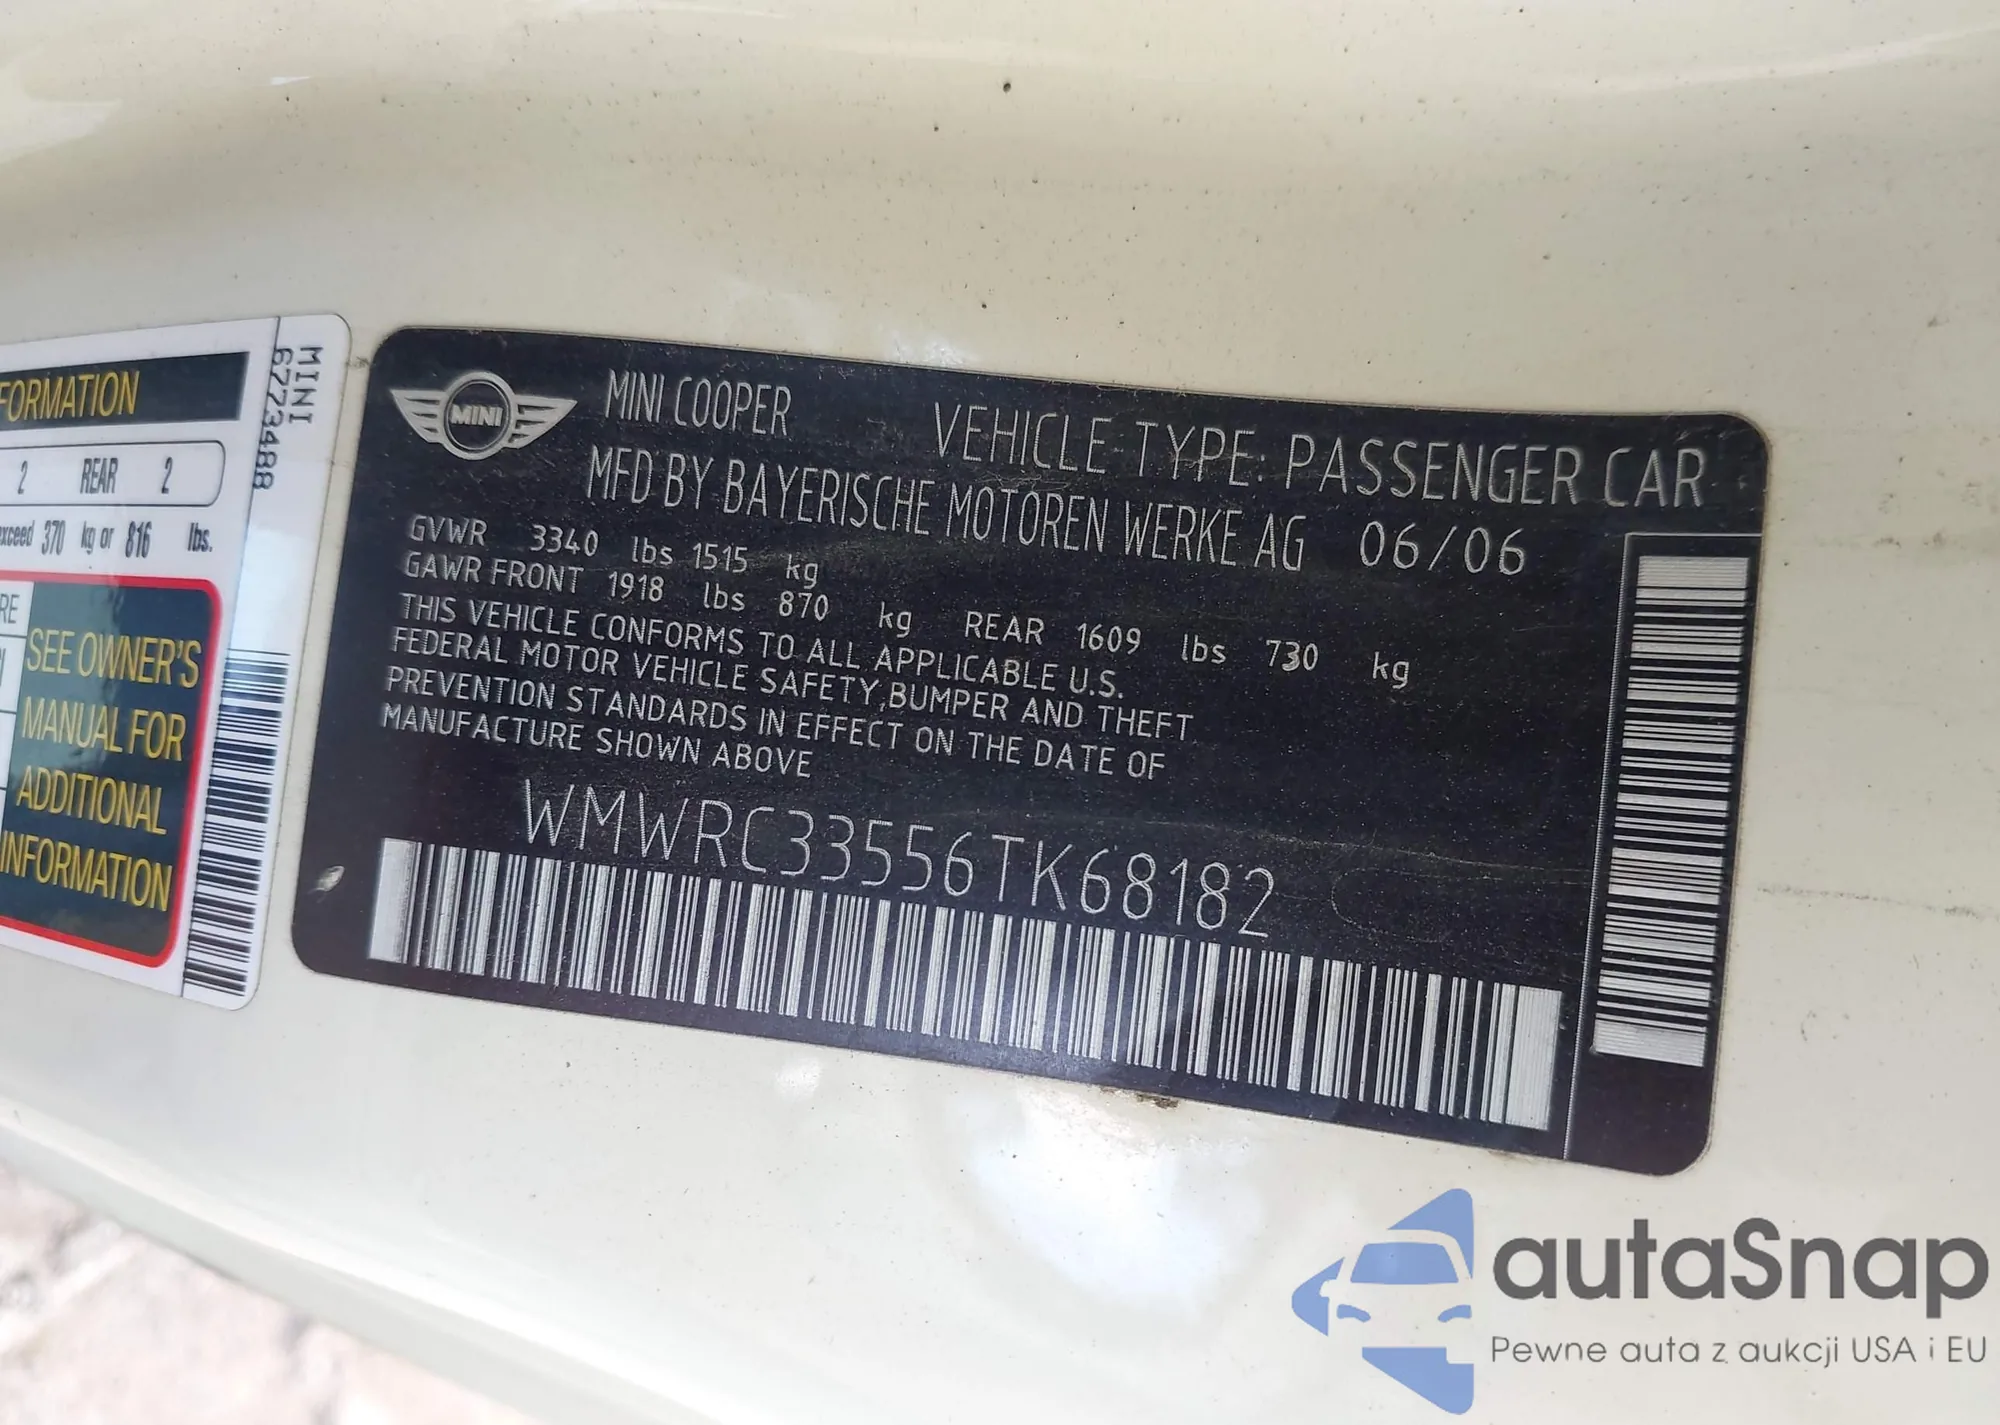 FORMATION
2 REAR 2
exceed 370 kg or 816 lbs.
RE
SEE OWNER'S
MANUAL FOR
ADDITIONAL
INFORMATION
MINI
6773488
MINI
MINI COOPER
VEHICLE TYPE: PASSENGER CAR
MFD BY BAYERISCHE MOTOREN WERKE AG 06/06
GVWR 3340 lbs 1515 kg
GAWR FRONT 1918 lbs 870 kg REAR 1609 lbs 730 kg
THIS VEHICLE CONFORMS TO ALL APPLICABLE U.S.
FEDERAL MOTOR VEHICLE SAFETY,BUMPER AND THEFT
PREVENTION STANDARDS IN EFFECT ON THE DATE OF
MANUFACTURE SHOWN ABOVE
WMWRC33556TK68182
autaSnap
Pewne auta z aukcji USA i EU